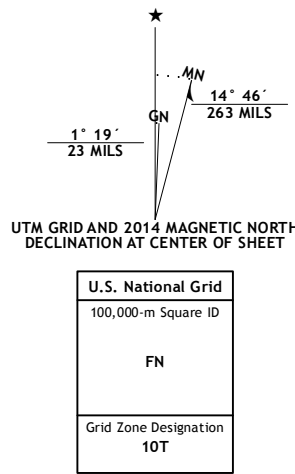 ★
MN
GN
14° 46´
263 MILS
1° 19´
23 MILS
UTM GRID AND 2014 MAGNETIC NORTH
DECLINATION AT CENTER OF SHEET
U.S. National Grid
100,000-m Square ID
FN
Grid Zone Designation
10T